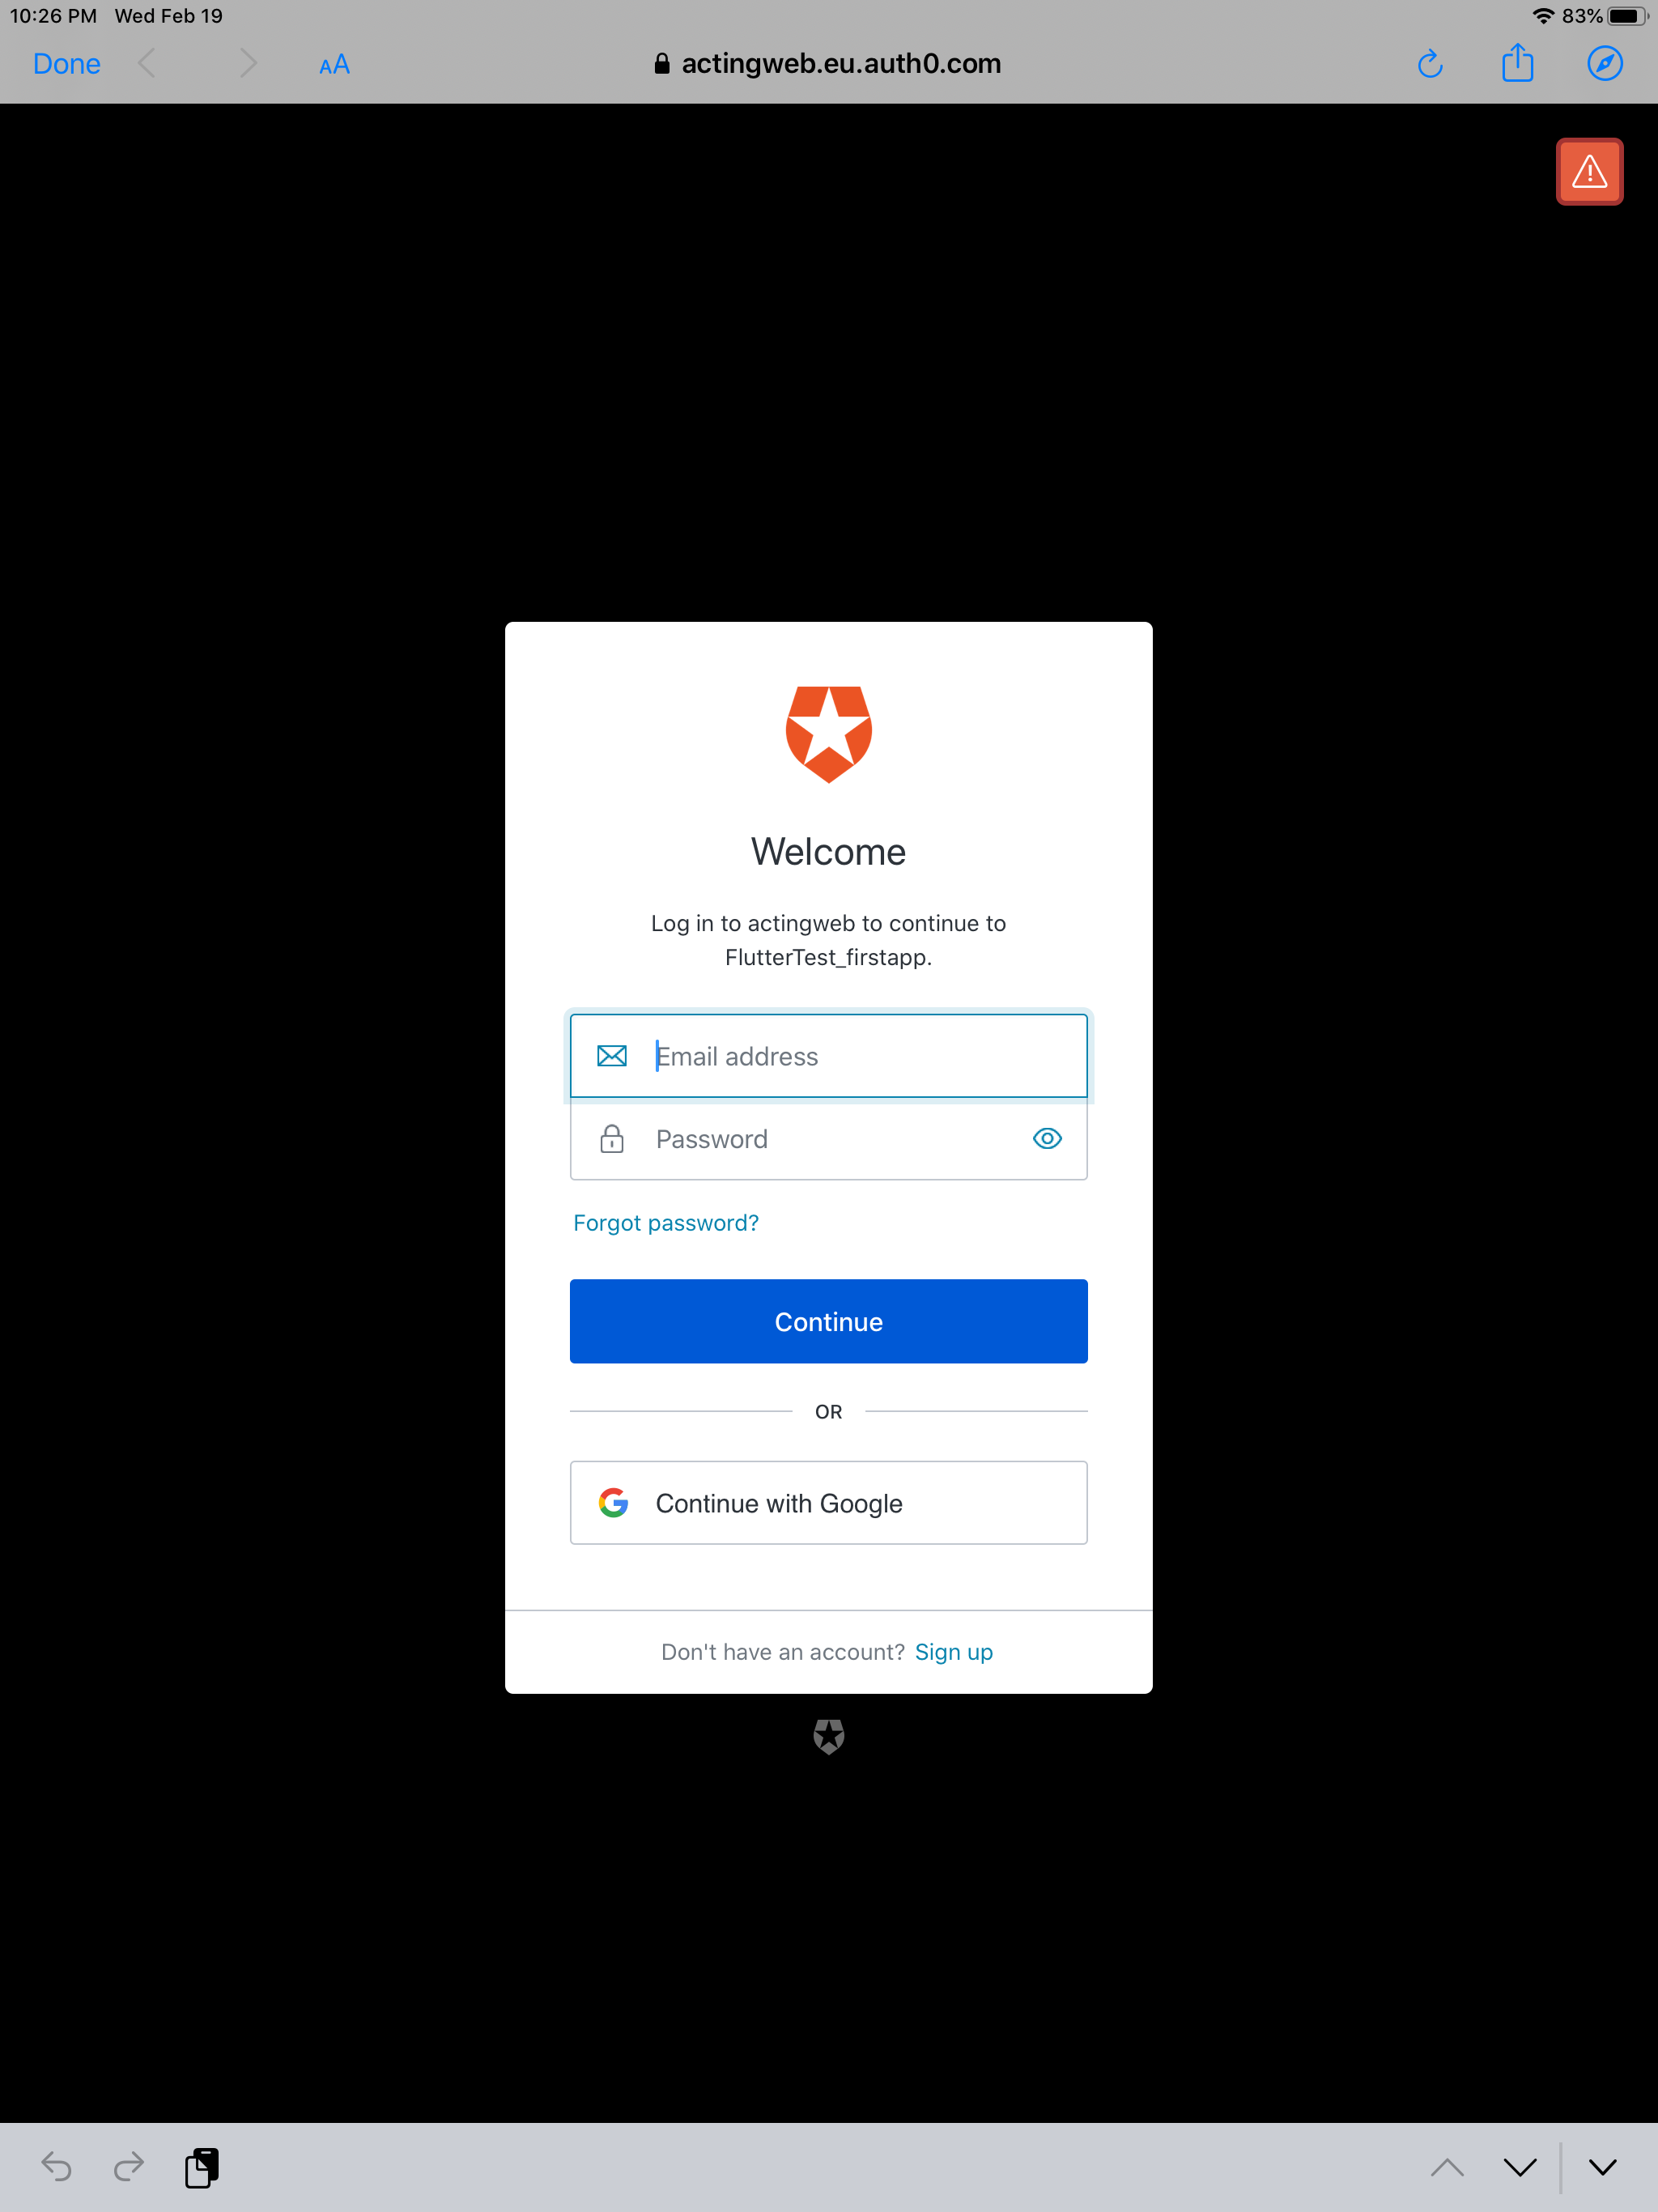 10:26 PM Wed Feb 19
83%
Done
AA
actingweb.eu.auth0.com
Welcome
Log in to actingweb to continue to
FlutterTest_firstapp.
Email address
Password
Forgot password?
Continue
OR
Continue with Google
Don't have an account? Sign up